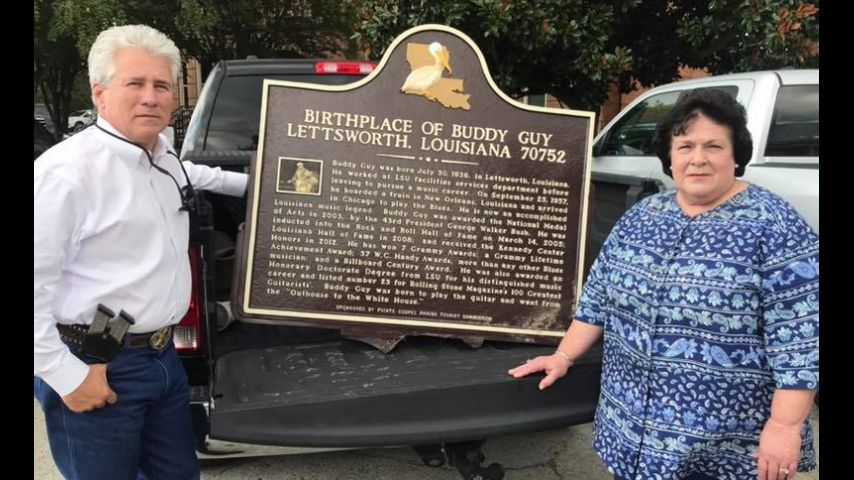 BIRTHPLACE OF BUDDY GUY
LETTSWORTH, LOUISIANA 70752
Buddy Guy was born July 30, 1936, in Lettsworth, Louisiana.
He worked at LSU facilities services department before
leaving to pursue a music career. On September 25, 1957,
he boarded a train in New Orleans, Louisiana and arrived
in Chicago to play the Blues. He is now an accomplished
Louisiana music legend. Buddy Guy was awarded the National Medal
of Arts in 2003, by the 43rd President George Walker Bush. He was
inducted into the Rock and Roll Hall of Fame on March 14, 2005;
Louisiana Hall of Fame in 2008; and received the Kennedy Center
Honors in 2012. He has won 7 Grammy Awards; a Grammy Lifetime
Achievement Award; 37 W.C. Handy Awards, more than any other Blues
musician; and a Billboard Century Award. He was also awarded an
Honorary Doctorate Degree from LSU for his distinguished music
career and listed number 23 for Rolling Stone Magazine's 100 Greatest
Guitarists. Buddy Guy was born to play the guitar and went from
the "Outhouse to the White House."
SPONSORED BY POINTE COUPEE PARISH TOURIST COMMISSION